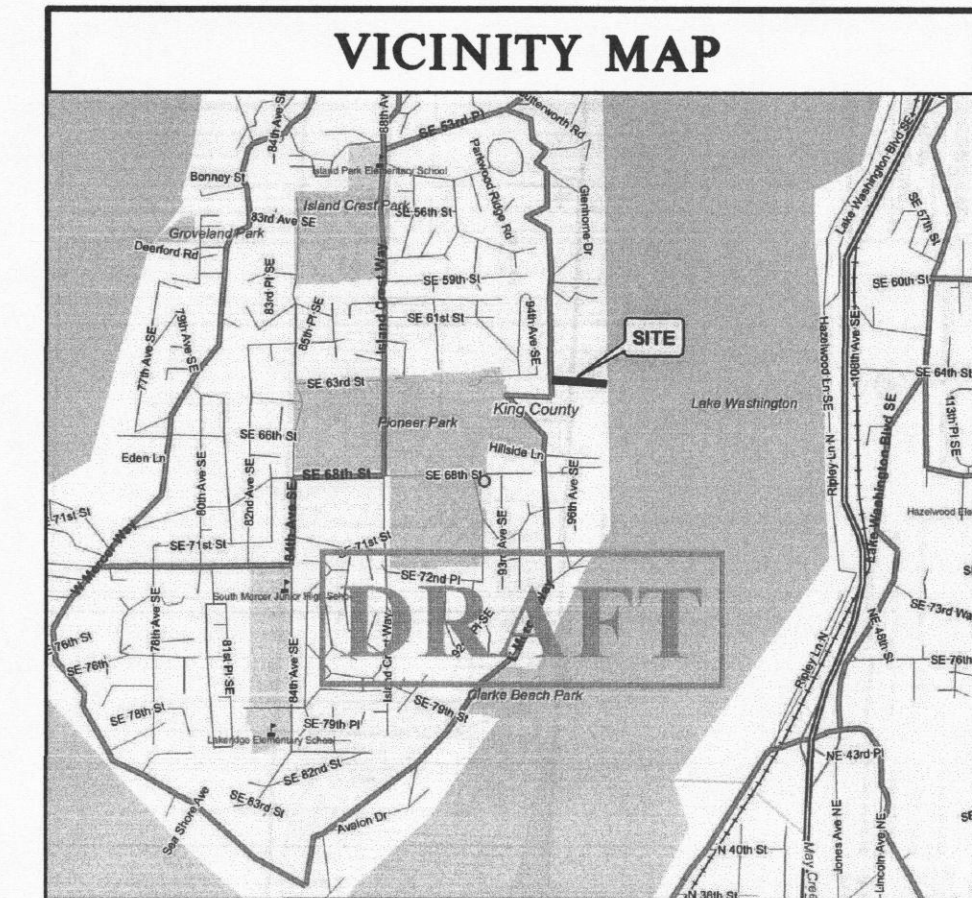 VICINITY MAP
84th Ave SE
88th Av
SE 53rd Pl
Butterworth Rd
Lake Washington Blvd SE
Island Park Elementary School
Bonney St
Parkwood Ridge Rd
Glenhome Dr
Island Crest Park
SE 56th St
83rd Ave SE
Groveland Park
Deerford Rd
SE 57th St
83rd Pl SE
Island Crest Way
SE 59th St
SE 60th St
79th Ave SE
77th Ave SE
85th Pl SE
SE 61st St
94th Ave SE
SITE
Hazelwood Ln SE
108th Ave SE
SE 63rd St
SE 64th St
King County
Lake Washington
Pioneer Park
113th Pl SE
SE 66th St
Hillside Ln
Eden Ln
80th Ave SE
82nd Ave SE
SE 68th St
SE 68th St
96th Ave SE
Ripley Ln N
Lake Washington Blvd SE
71st St
84th Ave SE
93rd Ave SE
Hazelwood Ele
W Mercer Way
SE 71st St
SE 71st St
SE 72nd Pl
South Mercer Junior High Scho
DRAFT
SE 73rd Wa
78th Ave SE
81st Pl SE
84th Ave SE
Island Crest Way
NE 48th St
76th St
SE 76th
SE 76th
Ripley Ln N
Clarke Beach Park
SE 78th St
SE 79th Pl
SE 79th St
Lakeridge Elementary School
NE 43rd Pl
SE 82nd St
SE 83rd St
Sea Shore Ave
Avalon Dr
N 40th St
May Cree
Jones Ave NE
Lincoln Ave NE
N 36th St